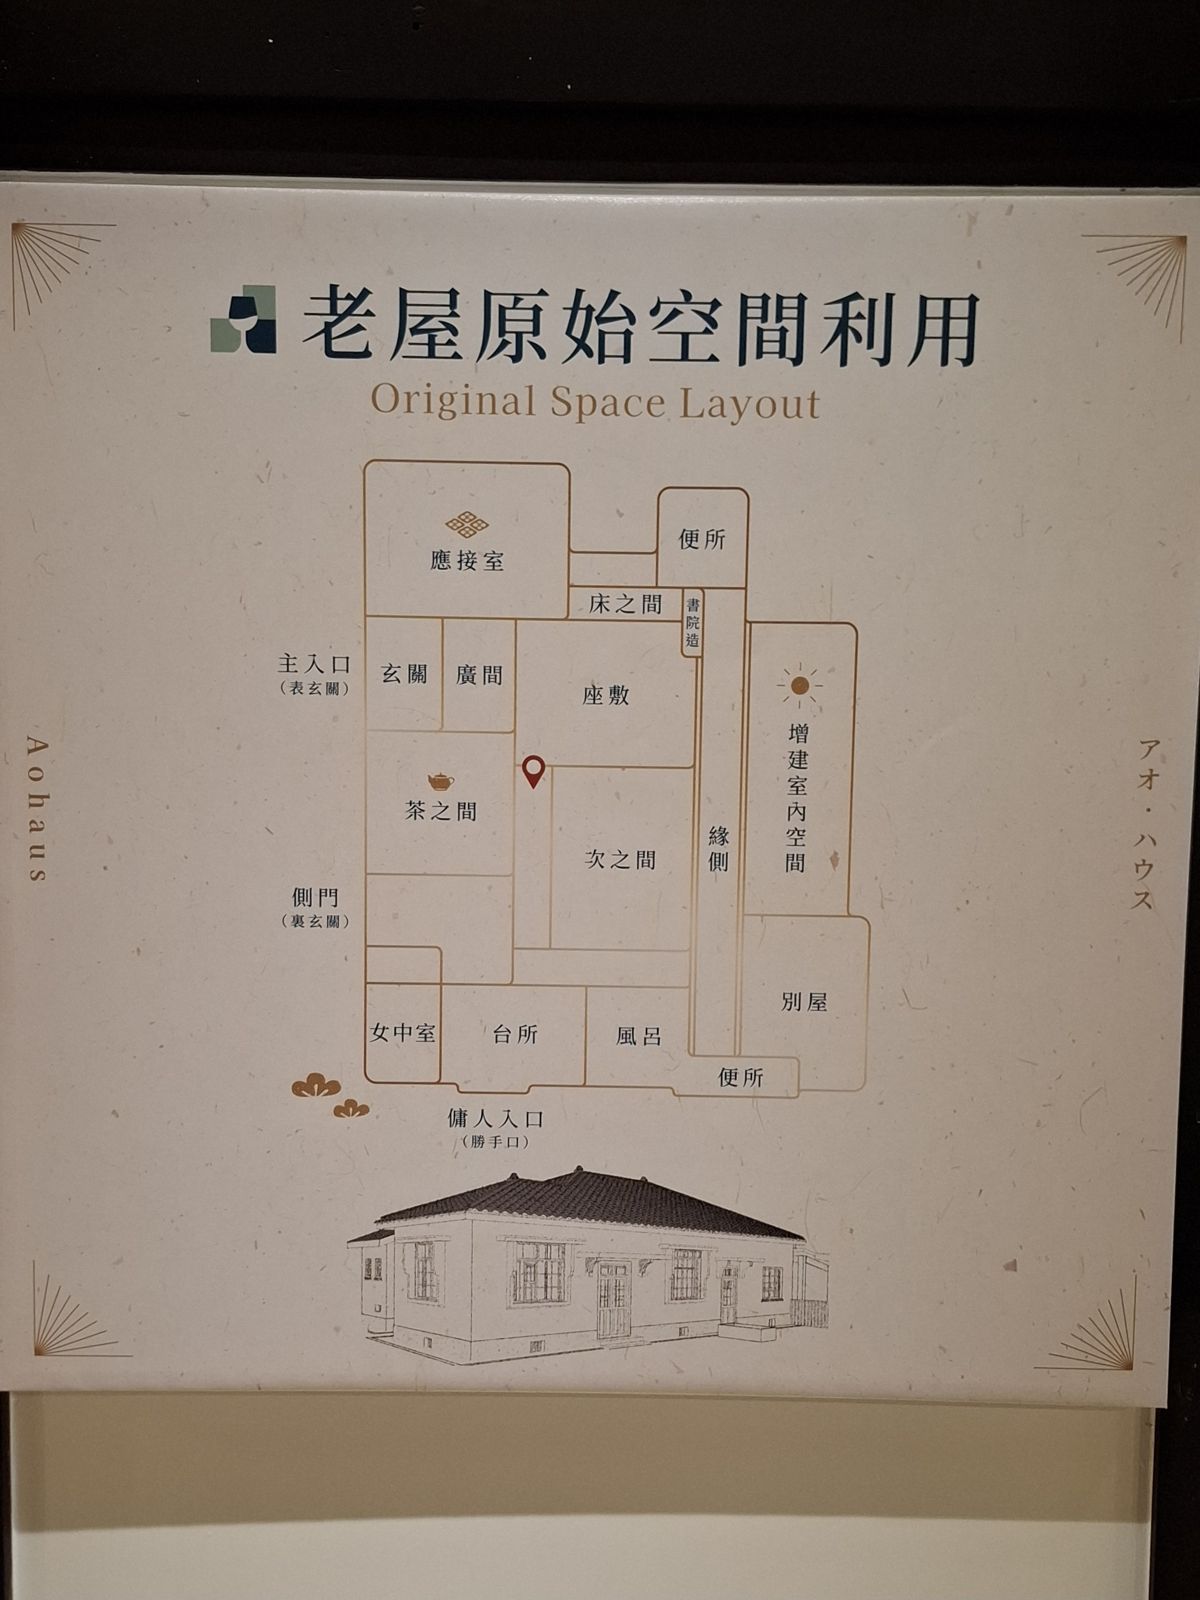 老屋原始空間利用
Original Space Layout
應接室
便所
床之間
書院造
主入口
（表玄關）
玄關
廣間
座敷
增建室內空間
茶之間
次之間
緣側
側門
（裏玄關）
別屋
女中室
台所
風呂
便所
傭人入口
（勝手口）
Aohaus
アオ・ハウス